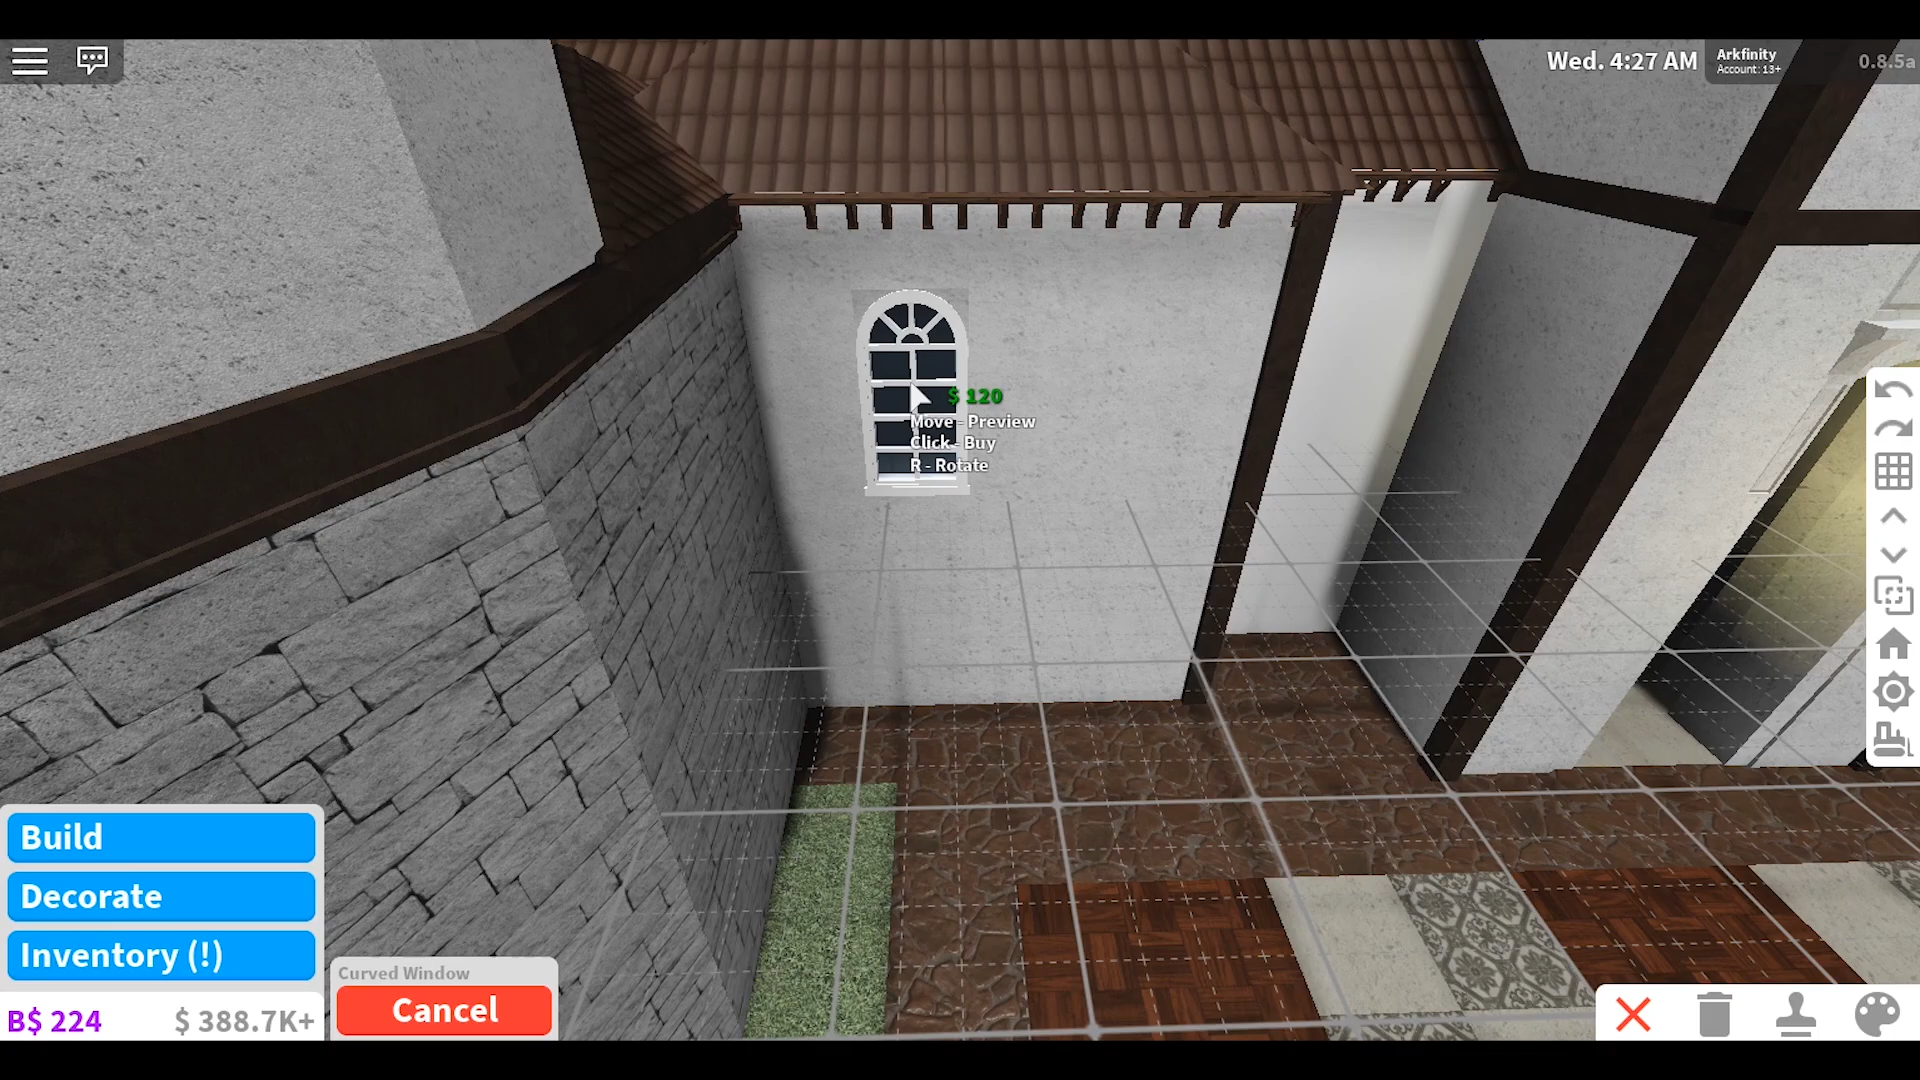 Wed. 4:27 AM
Arkfinity
Account: 13+
0.8.5a
$ 120
Move - Preview
Click - Buy
R - Rotate
Build
Decorate
Inventory (!)
B$ 224
$ 388.7K+
Curved Window
Cancel